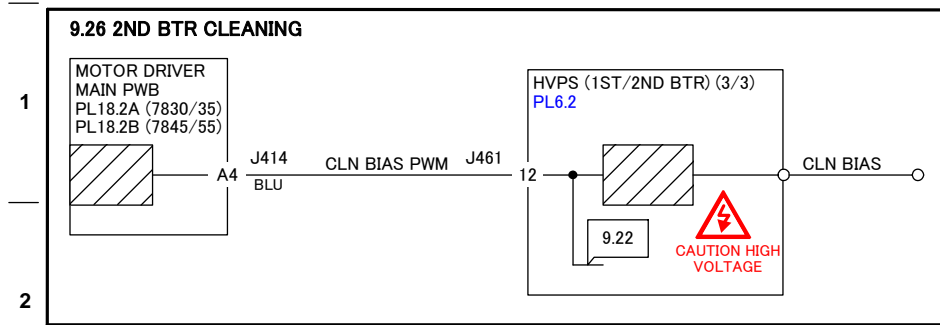 9.26 2ND BTR CLEANING
MOTOR DRIVER
MAIN PWB
PL18.2A (7830/35)
PL18.2B (7845/55)
1
A4
J414
BLU
CLN BIAS PWM
J461
12
HVPS (1ST/2ND BTR) (3/3)
PL6.2
CLN BIAS
9.22
CAUTION HIGH
VOLTAGE
2